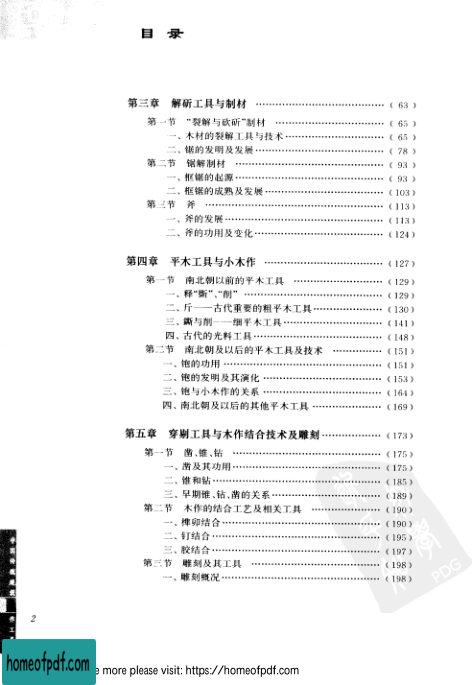 目 录
第三章 解斫工具与制材 ……………………………… ( 63 )
第一节 “裂解与砍斫”制材 ………………………… ( 65 )
一、木材的裂解工具与技术 ……………………… ( 65 )
二、锯的发明及发展 ……………………………… ( 78 )
第二节 锯解制材 …………………………………… ( 93 )
一、框锯的起源 …………………………………… ( 93 )
二、框锯的成熟及发展 …………………………… (103)
第三节 斧 …………………………………………… (113)
一、斧的发展 ……………………………………… (113)
二、斧的功用及变化 ……………………………… (124)
第四章 平木工具与小木作 …………………………… (127)
第一节 南北朝以前的平木工具 …………………… (129)
一、释“斲”、“削” ………………………………… (129)
二、斤——古代重要的粗平木工具 ……………… (130)
三、鐁与削——细平木工具 ……………………… (141)
四、古代的光料工具 ……………………………… (148)
第二节 南北朝及以后的平木工具及技术 ………… (151)
一、铇的功用 ……………………………………… (151)
二、铇的发明及其演化 …………………………… (153)
三、铇与小木作的关系 …………………………… (164)
四、南北朝及以后的其他平木工具 ……………… (169)
第五章 穿剔工具与木作结合技术及雕刻 …………… (173)
第一节 凿、锥、钻 ………………………………… (175)
一、凿及其功用 …………………………………… (175)
二、锥和钻 ………………………………………… (185)
三、早期锥、钻、凿的关系 ……………………… (189)
第二节 木作的结合工艺及相关工具 ……………… (190)
一、榫卯结合 ……………………………………… (190)
二、钉结合 ………………………………………… (195)
三、胶结合 ………………………………………… (197)
第三节 雕刻及其工具 ……………………………… (198)
一、雕刻概况 ……………………………………… (198)
2
PDG
homeofpdf.com
e more please visit: https://homeofpdf.com